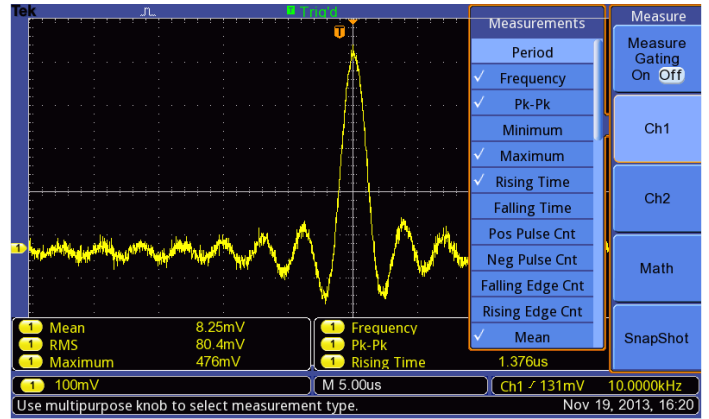 Tek
Trig'd
T
T
1
Measurements
Period
Frequency
Pk-Pk
Minimum
Maximum
Rising Time
Falling Time
Pos Pulse Cnt
Neg Pulse Cnt
Falling Edge Cnt
Rising Edge Cnt
Mean
Measure
Measure
Gating
On Off
Ch1
Ch2
Math
SnapShot
1 Mean 8.25mV
1 RMS 80.4mV
1 Maximum 476mV
1 Frequency
1 Pk-Pk
1 Rising Time 1.376us
1 100mV M 5.00us Ch1 131mV 10.0000kHz
Use multipurpose knob to select measurement type. Nov 19, 2013, 16:20